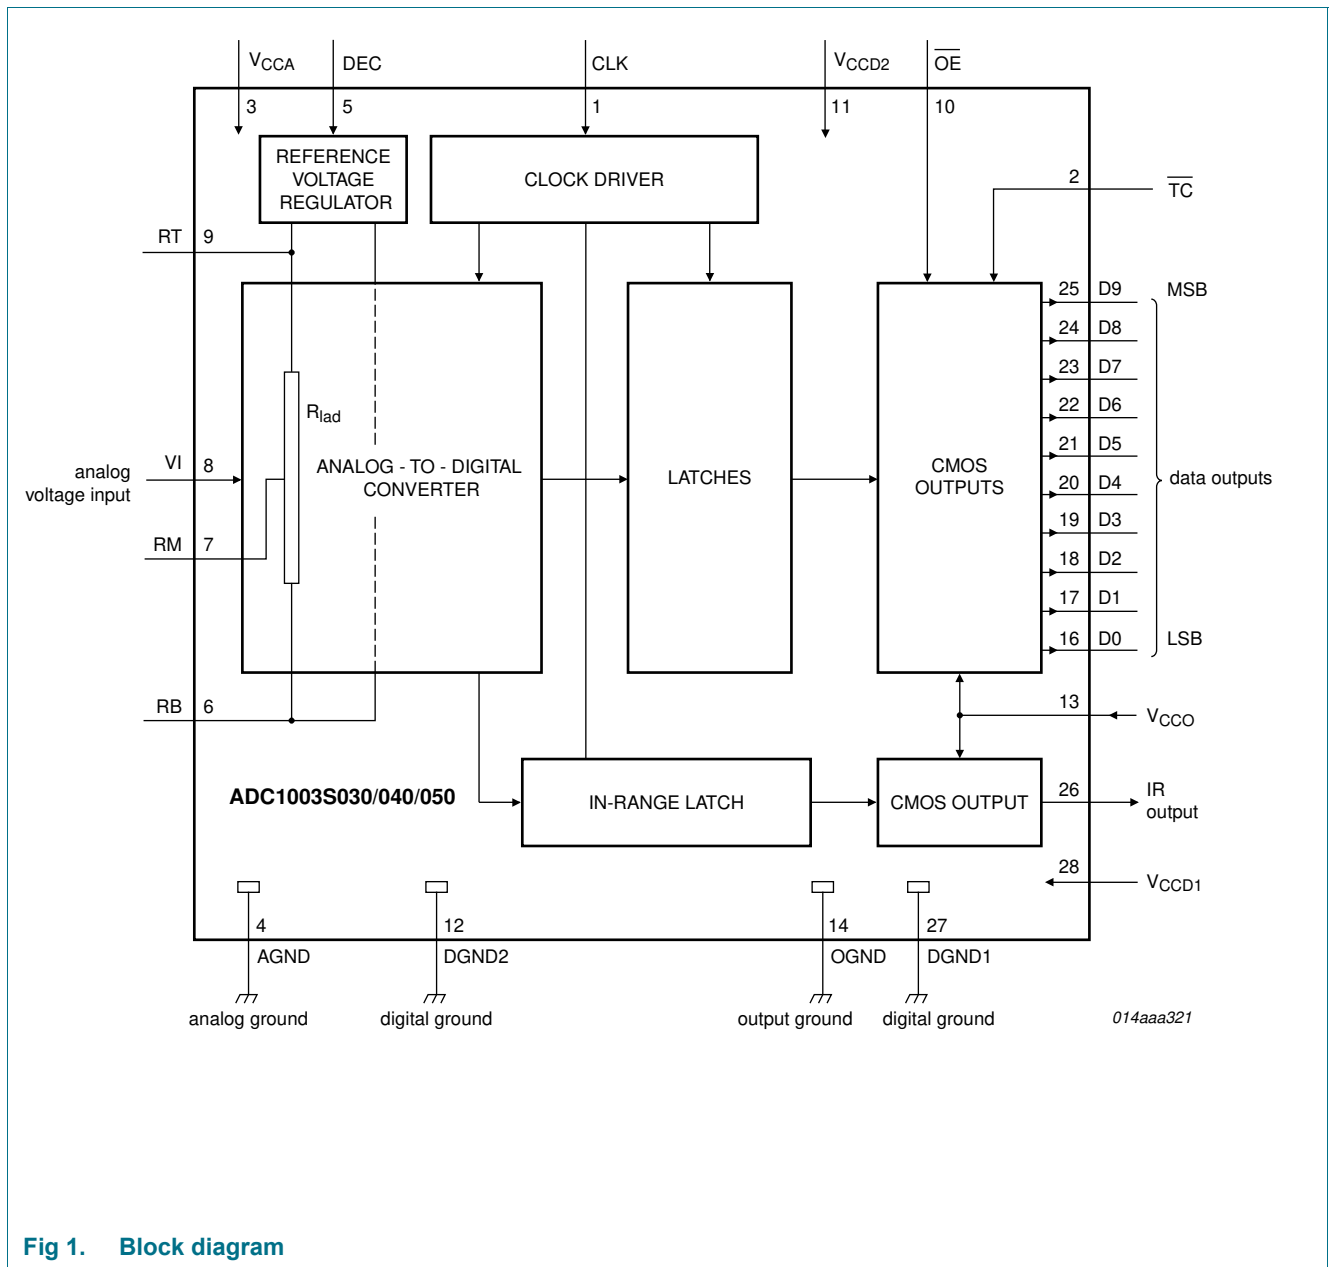 VCCA DEC CLK VCCD2 OE
3 5 1 11 10
REFERENCE
VOLTAGE
REGULATOR
CLOCK DRIVER
2 TC
RT 9
25 D9 MSB
24 D8
23 D7
22 D6
21 D5
20 D4
19 D3
18 D2
17 D1
16 D0 LSB
data outputs
Rlad
analog
voltage input
VI 8
ANALOG - TO - DIGITAL
CONVERTER
LATCHES
CMOS
OUTPUTS
RM 7
RB 6
13 VCCO
ADC1003S030/040/050
IN-RANGE LATCH
CMOS OUTPUT
26 IR
output
28 VCCD1
4 12 14 27
AGND DGND2 OGND DGND1
analog ground digital ground output ground digital ground
014aaa321
Fig 1. Block diagram